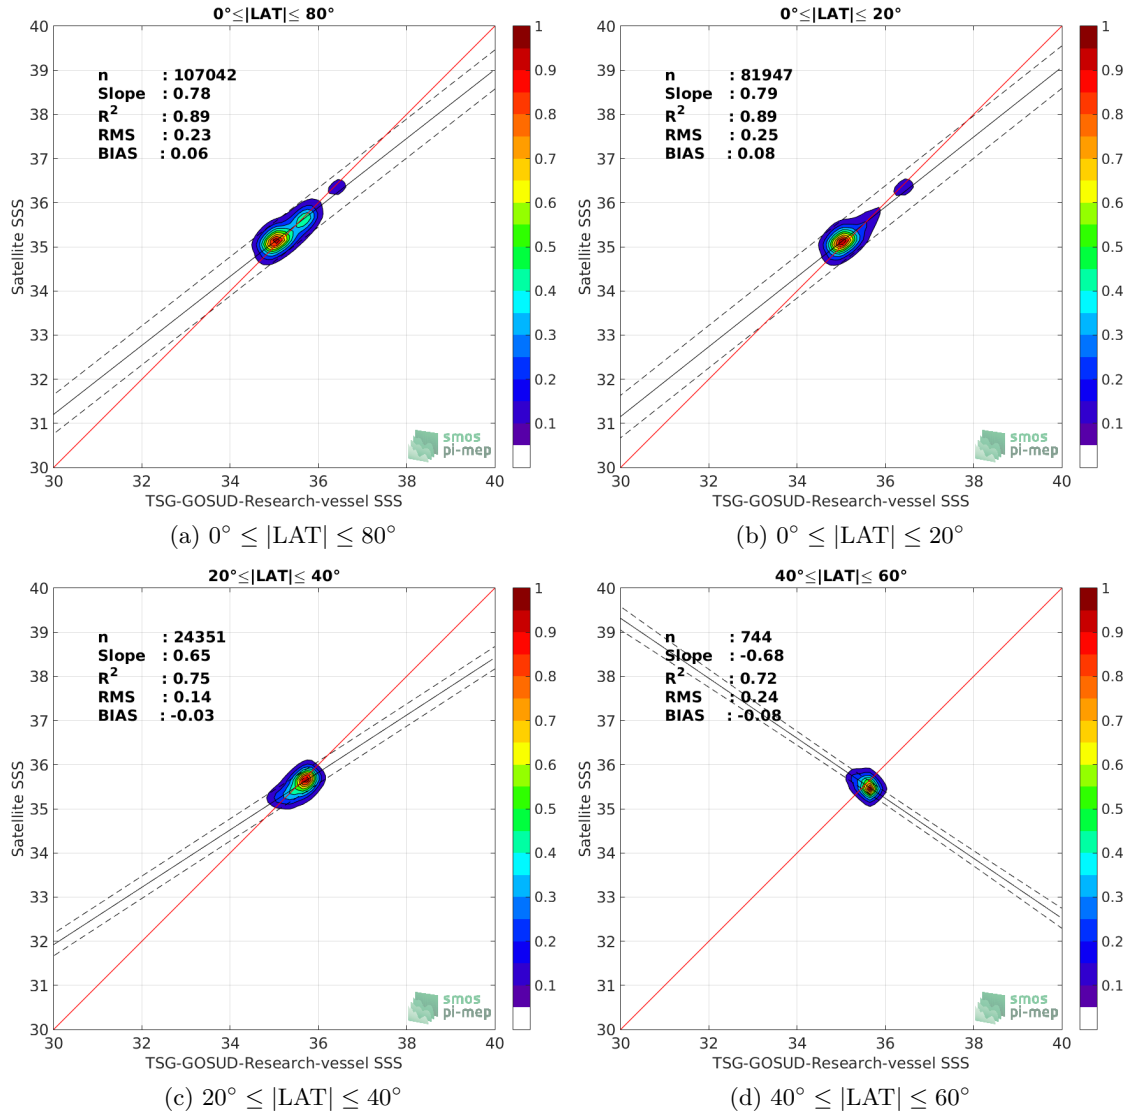 0°≤|LAT|≤ 80°
n : 107042
Slope : 0.78
R² : 0.89
RMS : 0.23
BIAS : 0.06
Satellite SSS
40
39
38
37
36
35
34
33
32
31
30
30 32 34 36 38 40
TSG-GOSUD-Research-vessel SSS
1
0.9
0.8
0.7
0.6
0.5
0.4
0.3
0.2
0.1
smos
pi-mep
(a) 0° ≤ |LAT| ≤ 80°
0°≤|LAT|≤ 20°
n : 81947
Slope : 0.79
R² : 0.89
RMS : 0.25
BIAS : 0.08
Satellite SSS
40
39
38
37
36
35
34
33
32
31
30
30 32 34 36 38 40
TSG-GOSUD-Research-vessel SSS
1
0.9
0.8
0.7
0.6
0.5
0.4
0.3
0.2
0.1
smos
pi-mep
(b) 0° ≤ |LAT| ≤ 20°
20°≤|LAT|≤ 40°
n : 24351
Slope : 0.65
R² : 0.75
RMS : 0.14
BIAS : -0.03
Satellite SSS
40
39
38
37
36
35
34
33
32
31
30
30 32 34 36 38 40
TSG-GOSUD-Research-vessel SSS
1
0.9
0.8
0.7
0.6
0.5
0.4
0.3
0.2
0.1
smos
pi-mep
(c) 20° ≤ |LAT| ≤ 40°
40°≤|LAT|≤ 60°
n : 744
Slope : -0.68
R² : 0.72
RMS : 0.24
BIAS : -0.08
Satellite SSS
40
39
38
37
36
35
34
33
32
31
30
30 32 34 36 38 40
TSG-GOSUD-Research-vessel SSS
1
0.9
0.8
0.7
0.6
0.5
0.4
0.3
0.2
0.1
smos
pi-mep
(d) 40° ≤ |LAT| ≤ 60°